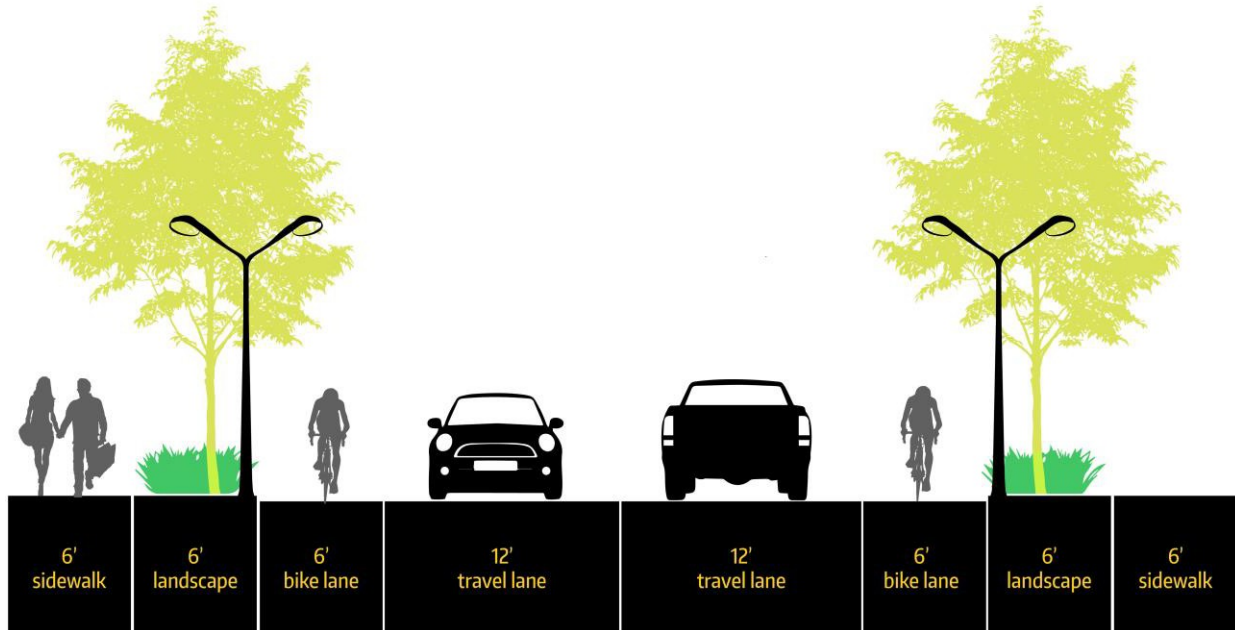 6'
sidewalk
6'
landscape
6'
bike lane
12'
travel lane
12'
travel lane
6'
bike lane
6'
landscape
6'
sidewalk